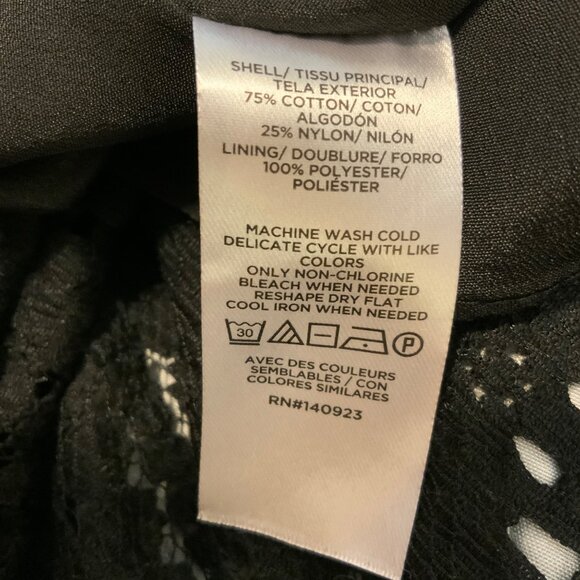 SHELL/ TISSU PRINCIPAL/
TELA EXTERIOR
75% COTTON/ COTON/
ALGODÓN
25% NYLON/ NILÓN
LINING/ DOUBLURE/ FORRO
100% POLYESTER/
POLIÉSTER
MACHINE WASH COLD
DELICATE CYCLE WITH LIKE
COLORS
ONLY NON-CHLORINE
BLEACH WHEN NEEDED
RESHAPE DRY FLAT
COOL IRON WHEN NEEDED
30 P
AVEC DES COULEURS
SEMBLABLES / CON
COLORES SIMILARES
RN#140923